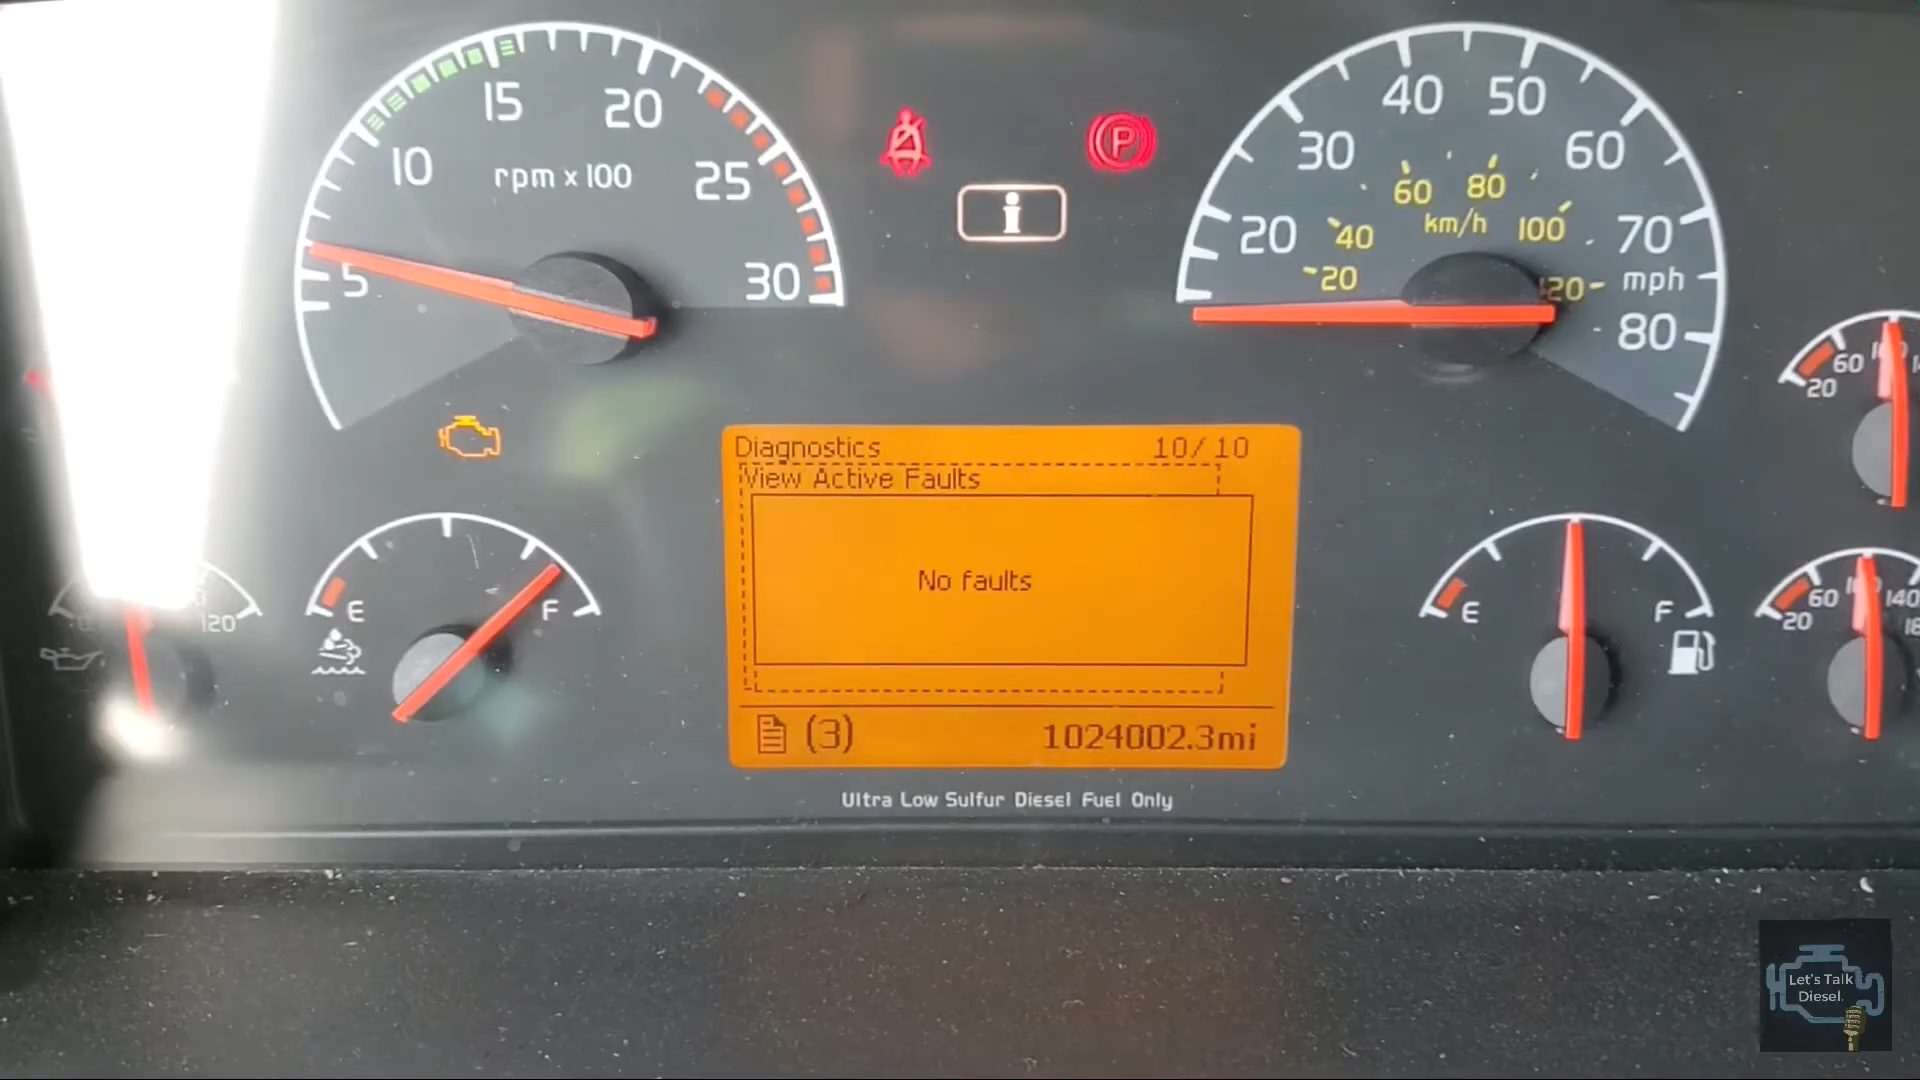 15
20
10
rpm x 100
25
5
30
P
i
40
50
30
60
60
80
20
40
km/h
100
70
20
120
mph
80
60
20
Diagnostics 10/10
View Active Faults
No faults
(3) 1024002.3mi
Ultra Low Sulfur Diesel Fuel Only
120
E
F
E
F
60
140
20
Let's Talk
Diesel.